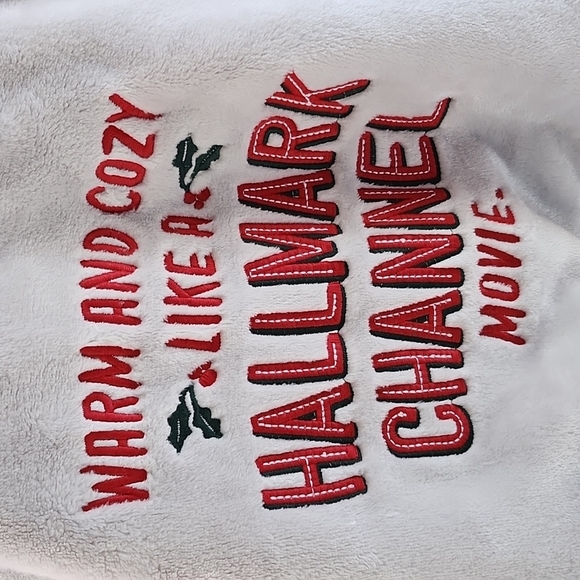 WARM AND COZY
LIKE A
HALLMARK
CHANNEL
MOVIE.